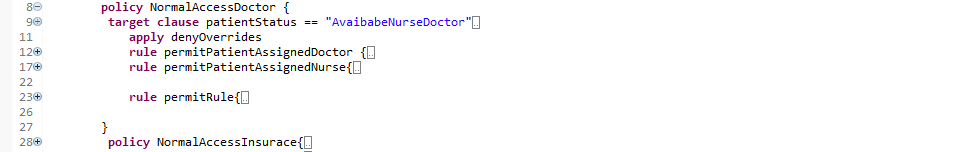 8 policy NormalAccessDoctor {
9 target clause patientStatus == "AvaibabeNurseDoctor"
11 apply denyOverrides
12 rule permitPatientAssignedDoctor {
17 rule permitPatientAssignedNurse{
22
23 rule permitRule{
26
27 }
28 policy NormalAccessInsurace{